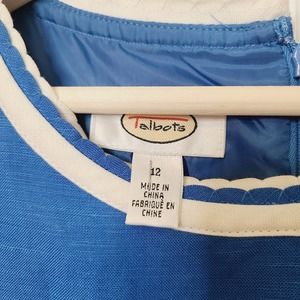 Talbots
12
MADE IN
CHINA
FABRIQUÉ EN
CHINE